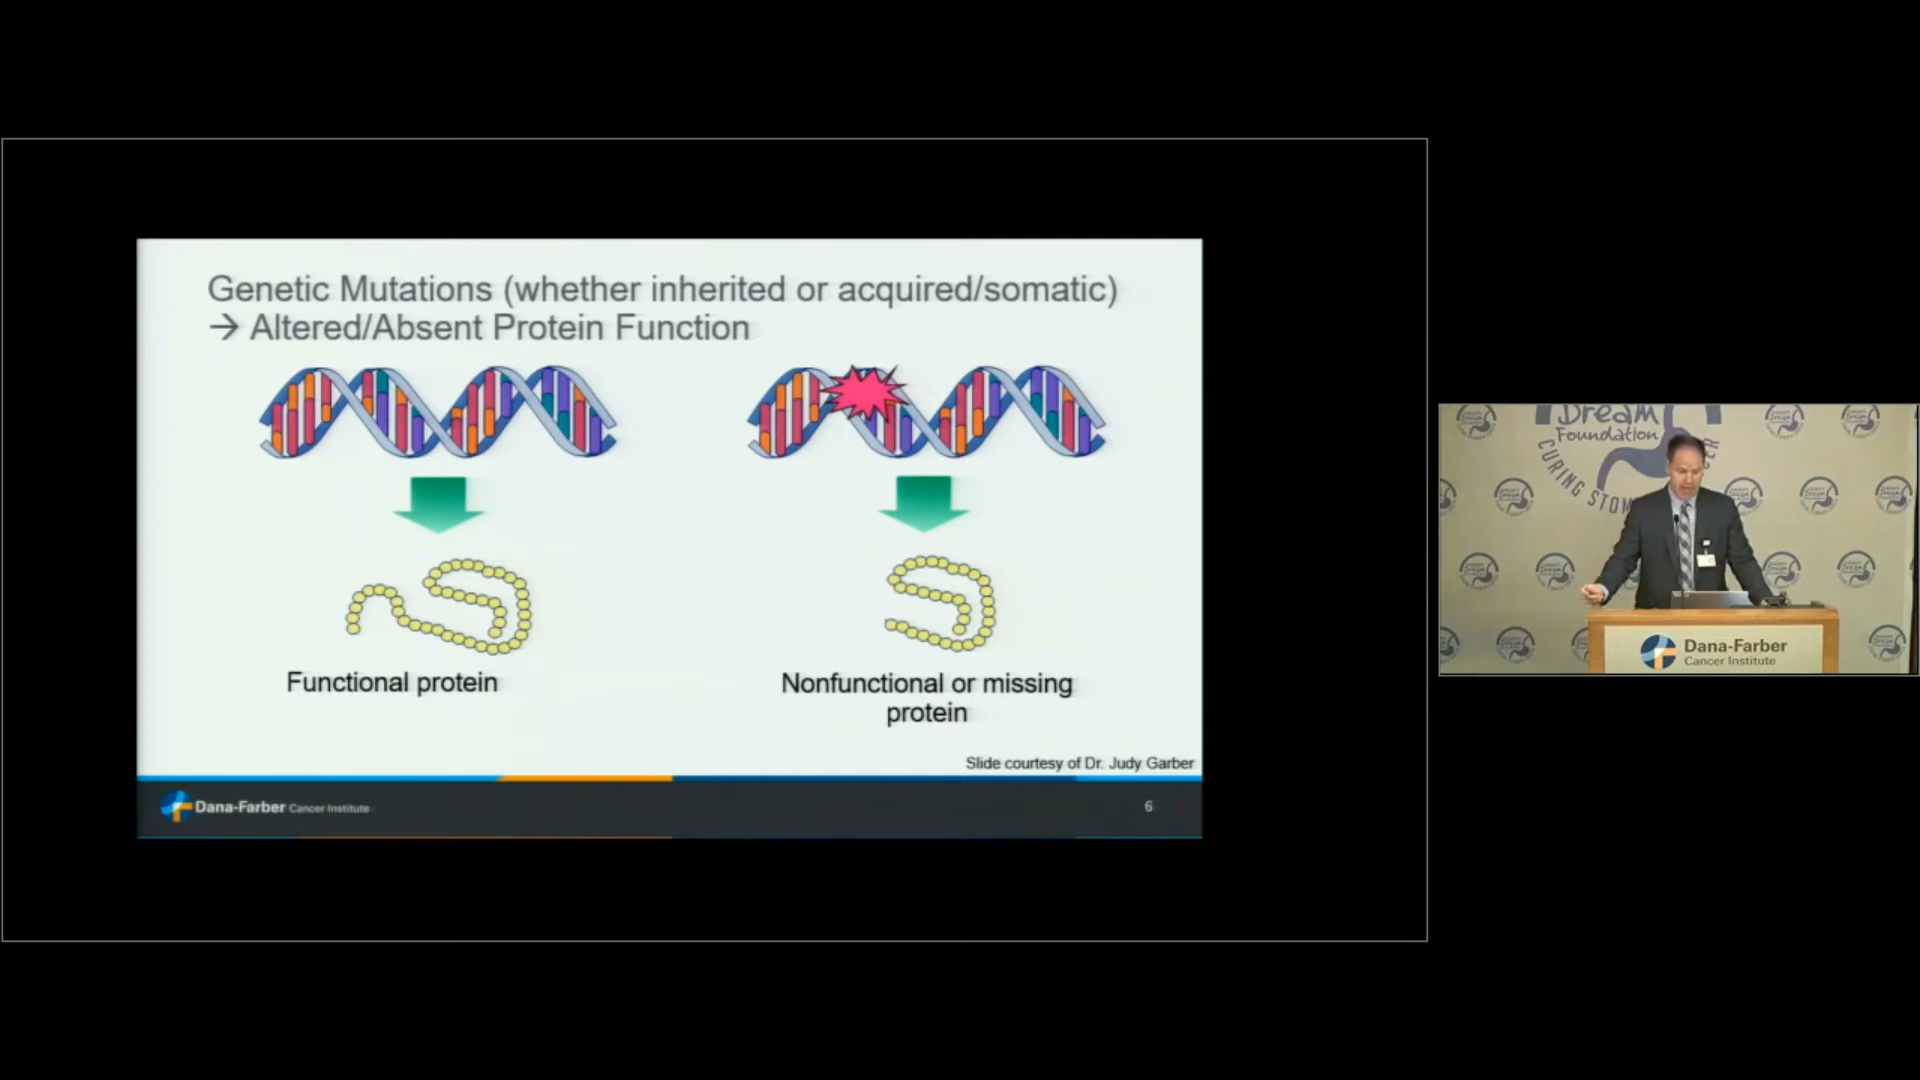 Genetic Mutations (whether inherited or acquired/somatic)
→ Altered/Absent Protein Function
Functional protein
Nonfunctional or missing
protein
Slide courtesy of Dr. Judy Garber
Dana-Farber Cancer Institute
6
Dream
Foundation
CURING STOM
Dana-Farber
Cancer Institute